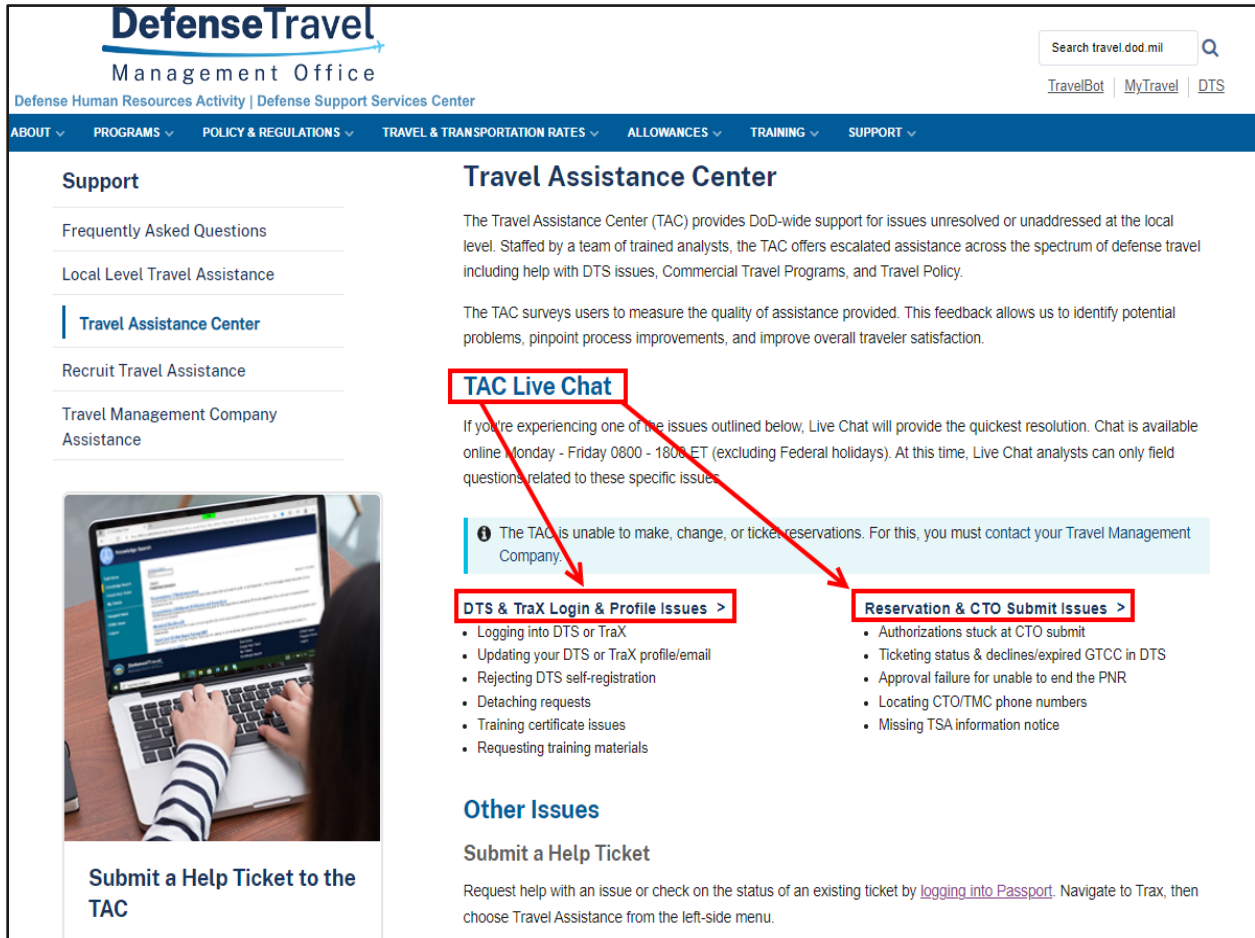 DefenseTravel
Management Office
Defense Human Resources Activity | Defense Support Services Center
Search travel.dod.mil
TravelBot | MyTravel | DTS
ABOUT PROGRAMS POLICY & REGULATIONS TRAVEL & TRANSPORTATION RATES ALLOWANCES TRAINING SUPPORT
Support
Frequently Asked Questions
Local Level Travel Assistance
Travel Assistance Center
Recruit Travel Assistance
Travel Management Company
Assistance
Submit a Help Ticket to the
TAC
Travel Assistance Center
The Travel Assistance Center (TAC) provides DoD-wide support for issues unresolved or unaddressed at the local
level. Staffed by a team of trained analysts, the TAC offers escalated assistance across the spectrum of defense travel
including help with DTS issues, Commercial Travel Programs, and Travel Policy.
The TAC surveys users to measure the quality of assistance provided. This feedback allows us to identify potential
problems, pinpoint process improvements, and improve overall traveler satisfaction.
TAC Live Chat
If you're experiencing one of the issues outlined below, Live Chat will provide the quickest resolution. Chat is available
online Monday - Friday 0800 - 1800 ET (excluding Federal holidays). At this time, Live Chat analysts can only field
questions related to these specific issues.
The TAC is unable to make, change, or ticket reservations. For this, you must contact your Travel Management
Company.
DTS & TraX Login & Profile Issues >
• Logging into DTS or TraX
• Updating your DTS or TraX profile/email
• Rejecting DTS self-registration
• Detaching requests
• Training certificate issues
• Requesting training materials
Reservation & CTO Submit Issues >
• Authorizations stuck at CTO submit
• Ticketing status & declines/expired GTCC in DTS
• Approval failure for unable to end the PNR
• Locating CTO/TMC phone numbers
• Missing TSA information notice
Other Issues
Submit a Help Ticket
Request help with an issue or check on the status of an existing ticket by logging into Passport. Navigate to Trax, then
choose Travel Assistance from the left-side menu.